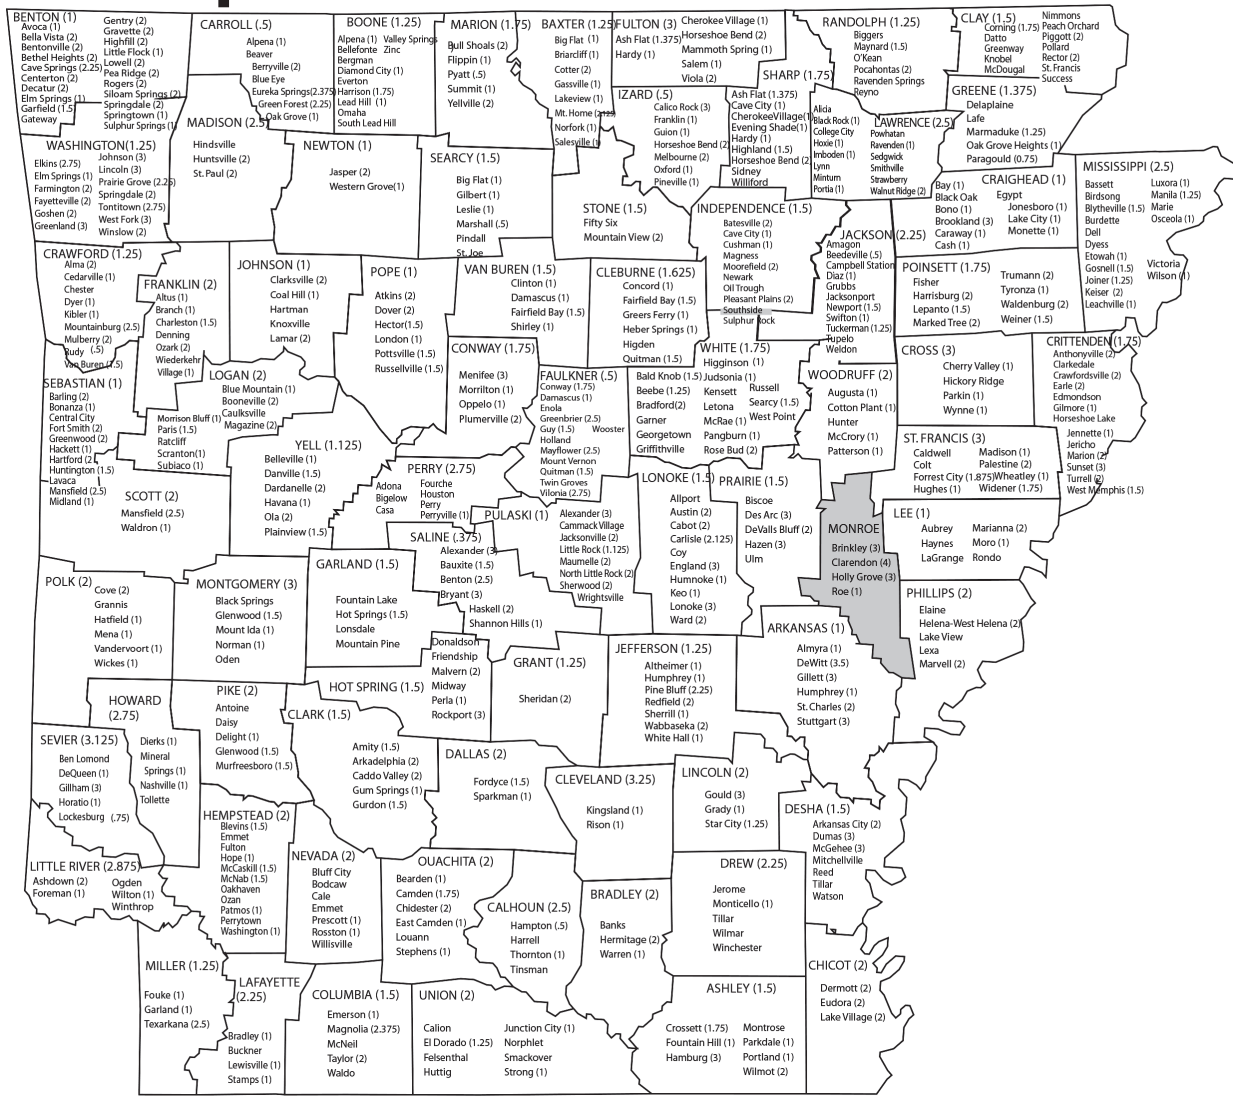 BENTON (1)
Avoca (1)
Bella Vista (2)
Bentonville (2)
Bethel Heights (2)
Cave Springs (2.25)
Centerton (2)
Decatur (2)
Elm Springs (1)
Garfield (1.5)
Gateway
Gentry (2)
Gravette (2)
Highfill (2)
Little Flock (1)
Lowell (2)
Pea Ridge (2)
Rogers (2)
Siloam Springs (2)
Springdale (2)
Springtown (1)
Sulphur Springs (1)
CARROLL (.5)
Alpena (1)
Beaver
Berryville (2)
Blue Eye
Eureka Springs(2.375)
Green Forest (2.25)
Oak Grove (1)
BOONE (1.25)
Alpena (1) Valley Springs
Bellefonte Zinc
Bergman
Diamond City (1)
Everton
Harrison (1.75)
Lead Hill (1)
Omaha
South Lead Hill
MARION (1.75)
Bull Shoals (2)
Flippin (1)
Pyatt (.5)
Summit (1)
Yellville (2)
BAXTER (1.25)
Big Flat (1)
Briarcliff (1)
Cotter (2)
Gassville (1)
Lakeview (1)
Mt. Home (2.125)
Norfork (1)
Salesville (1)
FULTON (3)
Ash Flat (1.375)
Hardy (1)
Cherokee Village (1)
Horseshoe Bend (2)
Mammoth Spring (1)
Salem (1)
Viola (2)
SHARP (1.75)
Ash Flat (1.375)
Cave City (1)
CherokeeVillage(1)
Evening Shade(1)
Hardy (1)
Highland (1.5)
Horseshoe Bend (2)
Sidney
Williford
RANDOLPH (1.25)
Biggers
Maynard (1.5)
O'Kean
Pocahontas (2)
Ravenden Springs
Reyno
CLAY (1.5)
Corning (1.75)
Datto
Greenway
Knobel
McDougal
Nimmons
Peach Orchard
Piggott (2)
Pollard
Rector (2)
St. Francis
Success
GREENE (1.375)
Delaplaine
Lafe
Marmaduke (1.25)
Oak Grove Heights (1)
Paragould (0.75)
IZARD (.5)
Calico Rock (3)
Franklin (1)
Guion (1)
Horseshoe Bend (2)
Melbourne (2)
Oxford (1)
Pineville (1)
LAWRENCE (2.5)
Alicia
Black Rock (1)
College City
Hoxie (1)
Imboden (1)
Lynn
Minturn
Portia (1)
Powhatan
Ravenden (1)
Sedgwick
Smithville
Strawberry
Walnut Ridge (2)
MADISON (2.5)
Hindsville
Huntsville (2)
St. Paul (2)
WASHINGTON(1.25)
Elkins (2.75)
Elm Springs (1)
Farmington (2)
Fayetteville (2)
Goshen (2)
Greenland (3)
Johnson (3)
Lincoln (3)
Prairie Grove (2.25)
Springdale (2)
Tontitown (2.75)
West Fork (3)
Winslow (2)
NEWTON (1)
Jasper (2)
Western Grove(1)
SEARCY (1.5)
Big Flat (1)
Gilbert (1)
Leslie (1)
Marshall (.5)
Pindall
St. Joe
STONE (1.5)
Fifty Six
Mountain View (2)
INDEPENDENCE (1.5)
Batesville (2)
Cave City (1)
Cushman (1)
Magness
Moorefield (2)
Newark
Oil Trough
Pleasant Plains (2)
Southside
Sulphur Rock
CRAIGHEAD (1)
Bay (1)
Black Oak
Bono (1)
Brookland (3)
Caraway (1)
Cash (1)
Egypt
Jonesboro (1)
Lake City (1)
Monette (1)
MISSISSIPPI (2.5)
Bassett
Birdsong
Blytheville (1.5)
Burdette
Dell
Dyess
Etowah (1)
Gosnell (1.5)
Joiner (1.25)
Keiser (2)
Leachville (1)
Luxora (1)
Manila (1.25)
Marie
Osceola (1)
Victoria
Wilson (1)
JACKSON (2.25)
Amagon
Beedeville (.5)
Campbell Station
Diaz (1)
Grubbs
Jacksonport
Newport (1.5)
Swifton (1)
Tuckerman (1.25)
Tupelo
Weldon
CRAWFORD (1.25)
Alma (2)
Cedarville (1)
Chester
Dyer (1)
Kibler (1)
Mountainburg (2.5)
Mulberry (2)
Rudy (.5)
Van Buren (1.5)
FRANKLIN (2)
Altus (1)
Branch (1)
Charleston (1.5)
Denning
Ozark (2)
Wiederkehr
Village (1)
JOHNSON (1)
Clarksville (2)
Coal Hill (1)
Hartman
Knoxville
Lamar (2)
POPE (1)
Atkins (2)
Dover (2)
Hector(1.5)
London (1)
Pottsville (1.5)
Russellville (1.5)
VAN BUREN (1.5)
Clinton (1)
Damascus (1)
Fairfield Bay (1.5)
Shirley (1)
CLEBURNE (1.625)
Concord (1)
Fairfield Bay (1.5)
Greers Ferry (1)
Heber Springs (1)
Higden
Quitman (1.5)
POINSETT (1.75)
Fisher
Harrisburg (2)
Lepanto (1.5)
Marked Tree (2)
Trumann (2)
Tyronza (1)
Waldenburg (2)
Weiner (1.5)
CONWAY (1.75)
Menifee (3)
Morrilton (1)
Oppelo (1)
Plumerville (2)
FAULKNER (.5)
Conway (1.75)
Damascus (1)
Enola
Greenbrier (2.5)
Guy (1.5) Wooster
Holland
Mayflower (2.5)
Mount Vernon
Quitman (1.5)
Twin Groves
Vilonia (2.75)
WHITE (1.75)
Bald Knob (1.5)
Beebe (1.25)
Bradford(2)
Garner
Georgetown
Griffithville
Higginson (1)
Judsonia (1)
Kensett
Letona
McRae (1)
Pangburn (1)
Rose Bud (2)
Russell
Searcy (1.5)
West Point
WOODRUFF (2)
Augusta (1)
Cotton Plant (1)
Hunter
McCrory (1)
Patterson (1)
CROSS (3)
Cherry Valley (1)
Hickory Ridge
Parkin (1)
Wynne (1)
CRITTENDEN(1.75)
Anthonyville (2)
Clarkedale
Crawfordsville (2)
Earle (2)
Edmondson
Gilmore (1)
Horseshoe Lake
Jennette (1)
Jericho
Marion (2)
Sunset (3)
Turrell (2)
West Memphis (1.5)
SEBASTIAN (1)
Barling (2)
Bonanza (1)
Central City
Fort Smith (2)
Greenwood (2)
Hackett (1)
Hartford (2)
Huntington (1.5)
Lavaca
Mansfield (2.5)
Midland (1)
LOGAN (2)
Blue Mountain (1)
Booneville (2)
Caulksville
Magazine (2)
Morrison Bluff (1)
Paris (1.5)
Ratcliff
Scranton(1)
Subiaco (1)
YELL (1.125)
Belleville (1)
Danville (1.5)
Dardanelle (2)
Havana (1)
Ola (2)
Plainview (1.5)
PERRY (2.75)
Adona
Bigelow
Casa
Fourche
Houston
Perry
Perryville (1)
ST. FRANCIS (3)
Caldwell
Colt
Forrest City (1.875)
Hughes (1)
Madison (1)
Palestine (2)
Wheatley (1)
Widener (1.75)
SCOTT (2)
Mansfield (2.5)
Waldron (1)
PULASKI (1)
Alexander (3)
Cammack Village
Jacksonville (2)
Little Rock (1.125)
Maumelle (2)
North Little Rock (2)
Sherwood (2)
Wrightsville
LONOKE (1.5)
Allport
Austin (2)
Cabot (2)
Carlisle (2.125)
Coy
England (3)
Humnoke (1)
Keo (1)
Lonoke (3)
Ward (2)
PRAIRIE (1.5)
Biscoe
Des Arc (3)
DeValls Bluff (2)
Hazen (3)
Ulm
MONROE
Brinkley (3)
Clarendon (4)
Holly Grove (3)
Roe (1)
LEE (1)
Aubrey
Haynes
LaGrange
Marianna (2)
Moro (1)
Rondo
SALINE (.375)
Alexander (3)
Bauxite (1.5)
Benton (2.5)
Bryant (3)
Haskell (2)
Shannon Hills (1)
GARLAND (1.5)
Fountain Lake
Hot Springs (1.5)
Lonsdale
Mountain Pine
POLK (2)
Cove (2)
Grannis
Hatfield (1)
Mena (1)
Vandervoort (1)
Wickes (1)
MONTGOMERY (3)
Black Springs
Glenwood (1.5)
Mount Ida (1)
Norman (1)
Oden
PHILLIPS (2)
Elaine
Helena-West Helena (2)
Lake View
Lexa
Marvell (2)
ARKANSAS (1)
Almyra (1)
DeWitt (3.5)
Gillett (3)
Humphrey (1)
St. Charles (2)
Stuttgart (3)
JEFFERSON (1.25)
Altheimer (1)
Humphrey (1)
Pine Bluff (2.25)
Redfield (2)
Sherrill (1)
Wabbaseka (2)
White Hall (1)
GRANT (1.25)
Sheridan (2)
HOT SPRING (1.5)
Donaldson
Friendship
Malvern (2)
Midway
Perla (1)
Rockport (3)
HOWARD
(2.75)
Dierks (1)
Mineral
Springs (1)
Nashville (1)
Tollette
PIKE (2)
Antoine
Daisy
Delight (1)
Glenwood (1.5)
Murfreesboro (1.5)
CLARK (1.5)
Amity (1.5)
Arkadelphia (2)
Caddo Valley (2)
Gum Springs (1)
Gurdon (1.5)
SEVIER (3.125)
Ben Lomond
DeQueen (1)
Gillham (3)
Horatio (1)
Lockesburg (.75)
DALLAS (2)
Fordyce (1.5)
Sparkman (1)
CLEVELAND (3.25)
Kingsland (1)
Rison (1)
LINCOLN (2)
Gould (3)
Grady (1)
Star City (1.25)
DESHA (1.5)
Arkansas City (2)
Dumas (3)
McGehee (3)
Mitchellville
Reed
Tillar
Watson
HEMPSTEAD (2)
Blevins (1.5)
Emmet
Fulton
Hope (1)
McCaskill (1.5)
McNab (1.5)
Oakhaven
Ozan
Patmos (1)
Perrytown
Washington (1)
LITTLE RIVER (2.875)
Ashdown (2)
Foreman (1)
Ogden
Wilton (1)
Winthrop
NEVADA (2)
Bluff City
Bodcaw
Cale
Emmet
Prescott (1)
Rosston (1)
Willisville
OUACHITA (2)
Bearden (1)
Camden (1.75)
Chidester (2)
East Camden (1)
Louann
Stephens (1)
CALHOUN (2.5)
Hampton (.5)
Harrell
Thornton (1)
Tinsman
BRADLEY (2)
Banks
Hermitage (2)
Warren (1)
DREW (2.25)
Jerome
Monticello (1)
Tillar
Wilmar
Winchester
MILLER (1.25)
Fouke (1)
Garland (1)
Texarkana (2.5)
LAFAYETTE
(2.25)
Bradley (1)
Buckner
Lewisville (1)
Stamps (1)
COLUMBIA (1.5)
Emerson (1)
Magnolia (2.375)
McNeil
Taylor (2)
Waldo
UNION (2)
Calion
El Dorado (1.25)
Felsenthal
Huttig
Junction City (1)
Norphlet
Smackover
Strong (1)
ASHLEY (1.5)
Crossett (1.75)
Fountain Hill (1)
Hamburg (3)
Montrose
Parkdale (1)
Portland (1)
Wilmot (2)
CHICOT (2)
Dermott (2)
Eudora (2)
Lake Village (2)